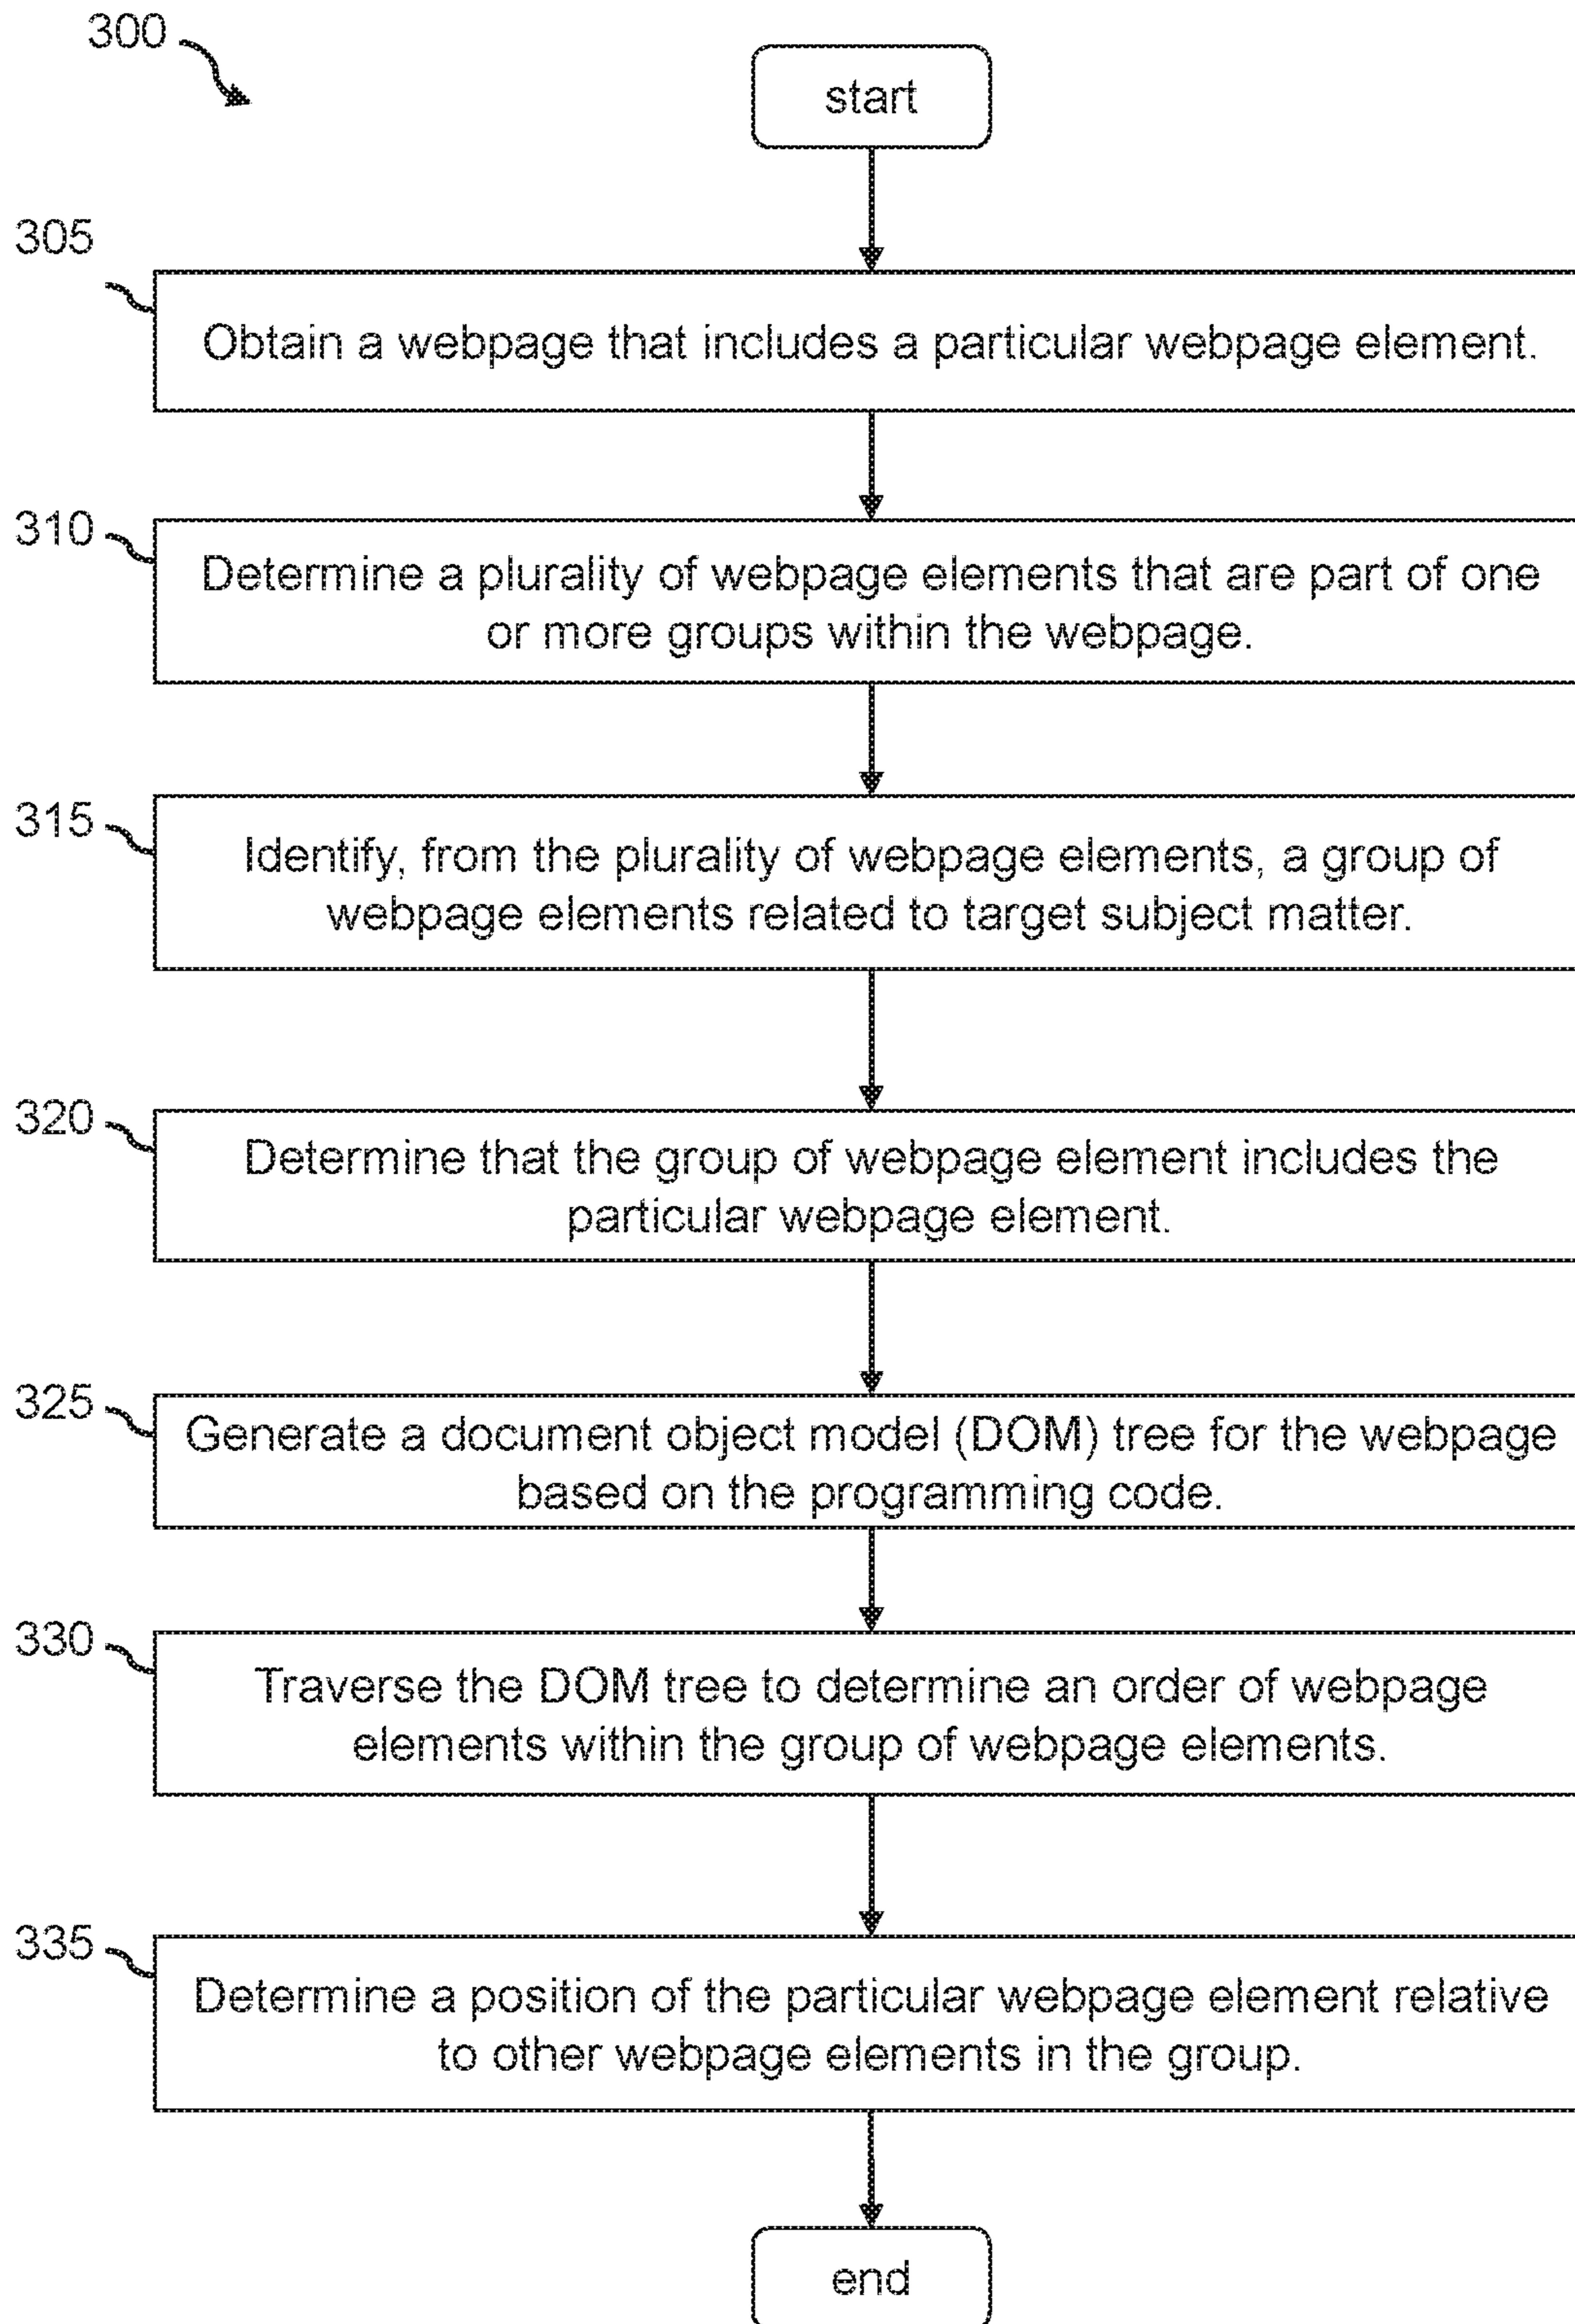 300
start
305
Obtain a webpage that includes a particular webpage element.
310
Determine a plurality of webpage elements that are part of one
or more groups within the webpage.
315
Identify, from the plurality of webpage elements, a group of
webpage elements related to target subject matter.
320
Determine that the group of webpage element includes the
particular webpage element.
325
Generate a document object model (DOM) tree for the webpage
based on the programming code.
330
Traverse the DOM tree to determine an order of webpage
elements within the group of webpage elements.
335
Determine a position of the particular webpage element relative
to other webpage elements in the group.
end